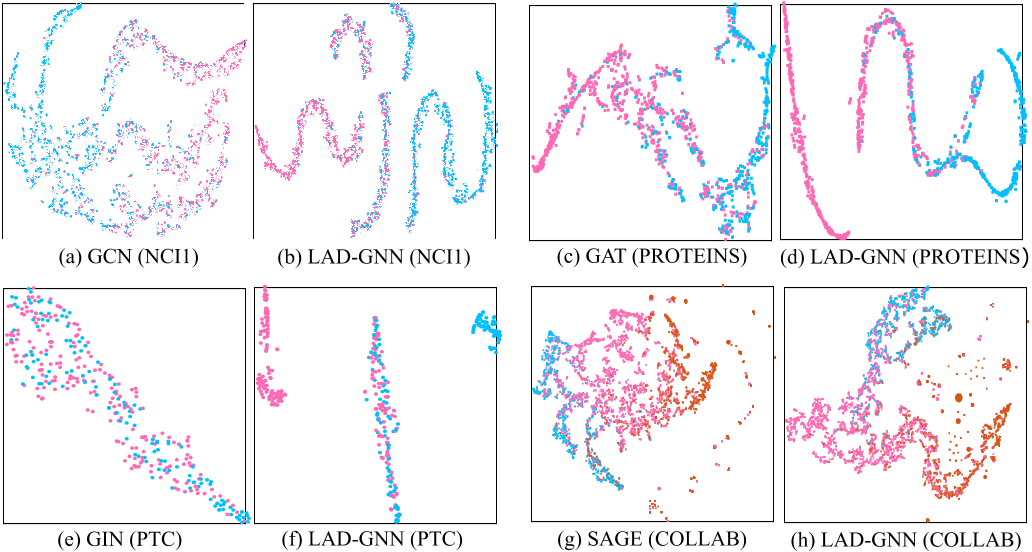 (a) GCN (NCI1) (b) LAD-GNN (NCI1) (c) GAT (PROTEINS) (d) LAD-GNN (PROTEINS)
(e) GIN (PTC) (f) LAD-GNN (PTC) (g) SAGE (COLLAB) (h) LAD-GNN (COLLAB)